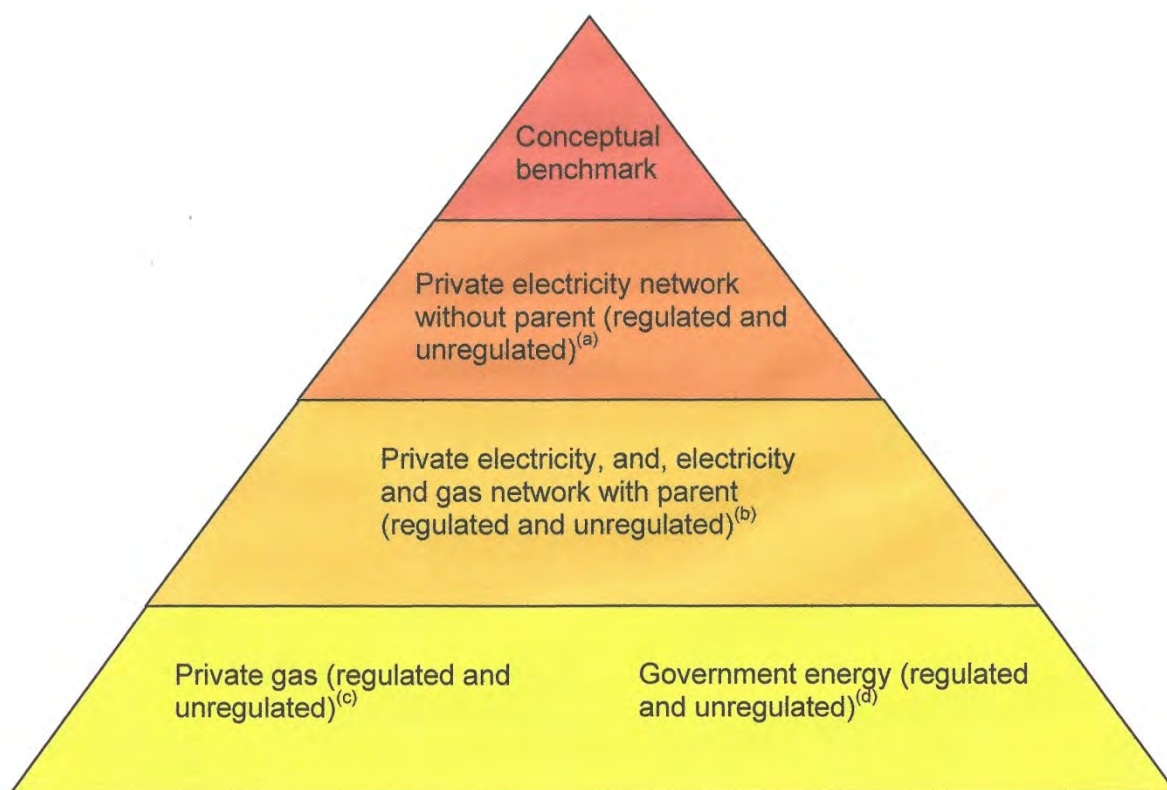 Conceptual
benchmark
Private electricity network
without parent (regulated and
unregulated)(a)
Private electricity, and, electricity
and gas network with parent
(regulated and unregulated)(b)
Private gas (regulated and
unregulated)(c)
Government energy (regulated
and unregulated)(d)